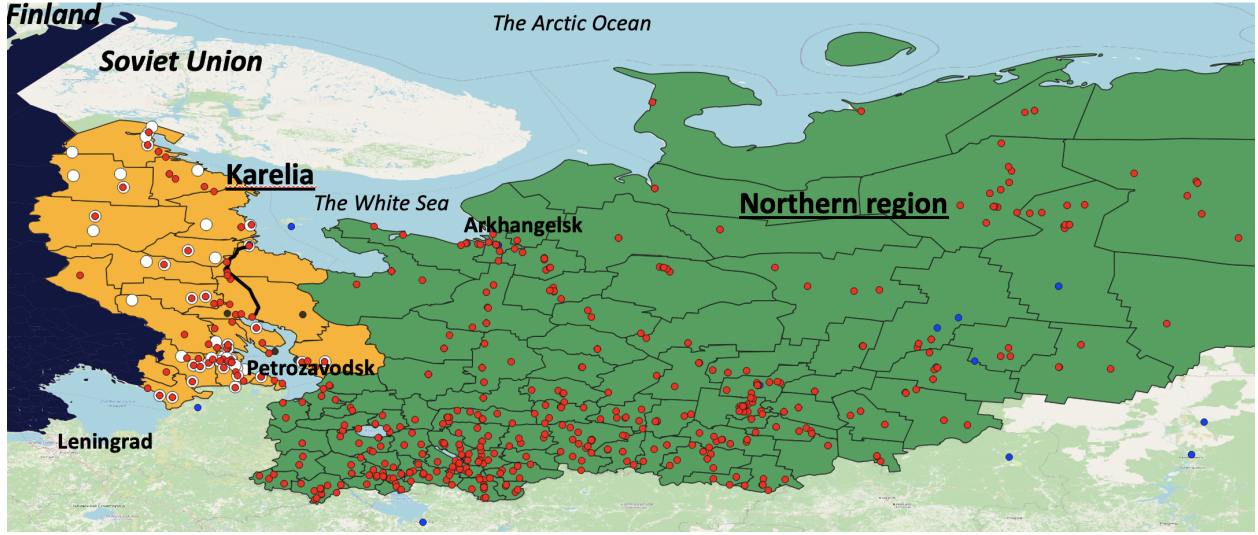 Finland
The Arctic Ocean
Soviet Union
Karelia
The White Sea
Northern region
Arkhangelsk
Petrozavodsk
Leningrad